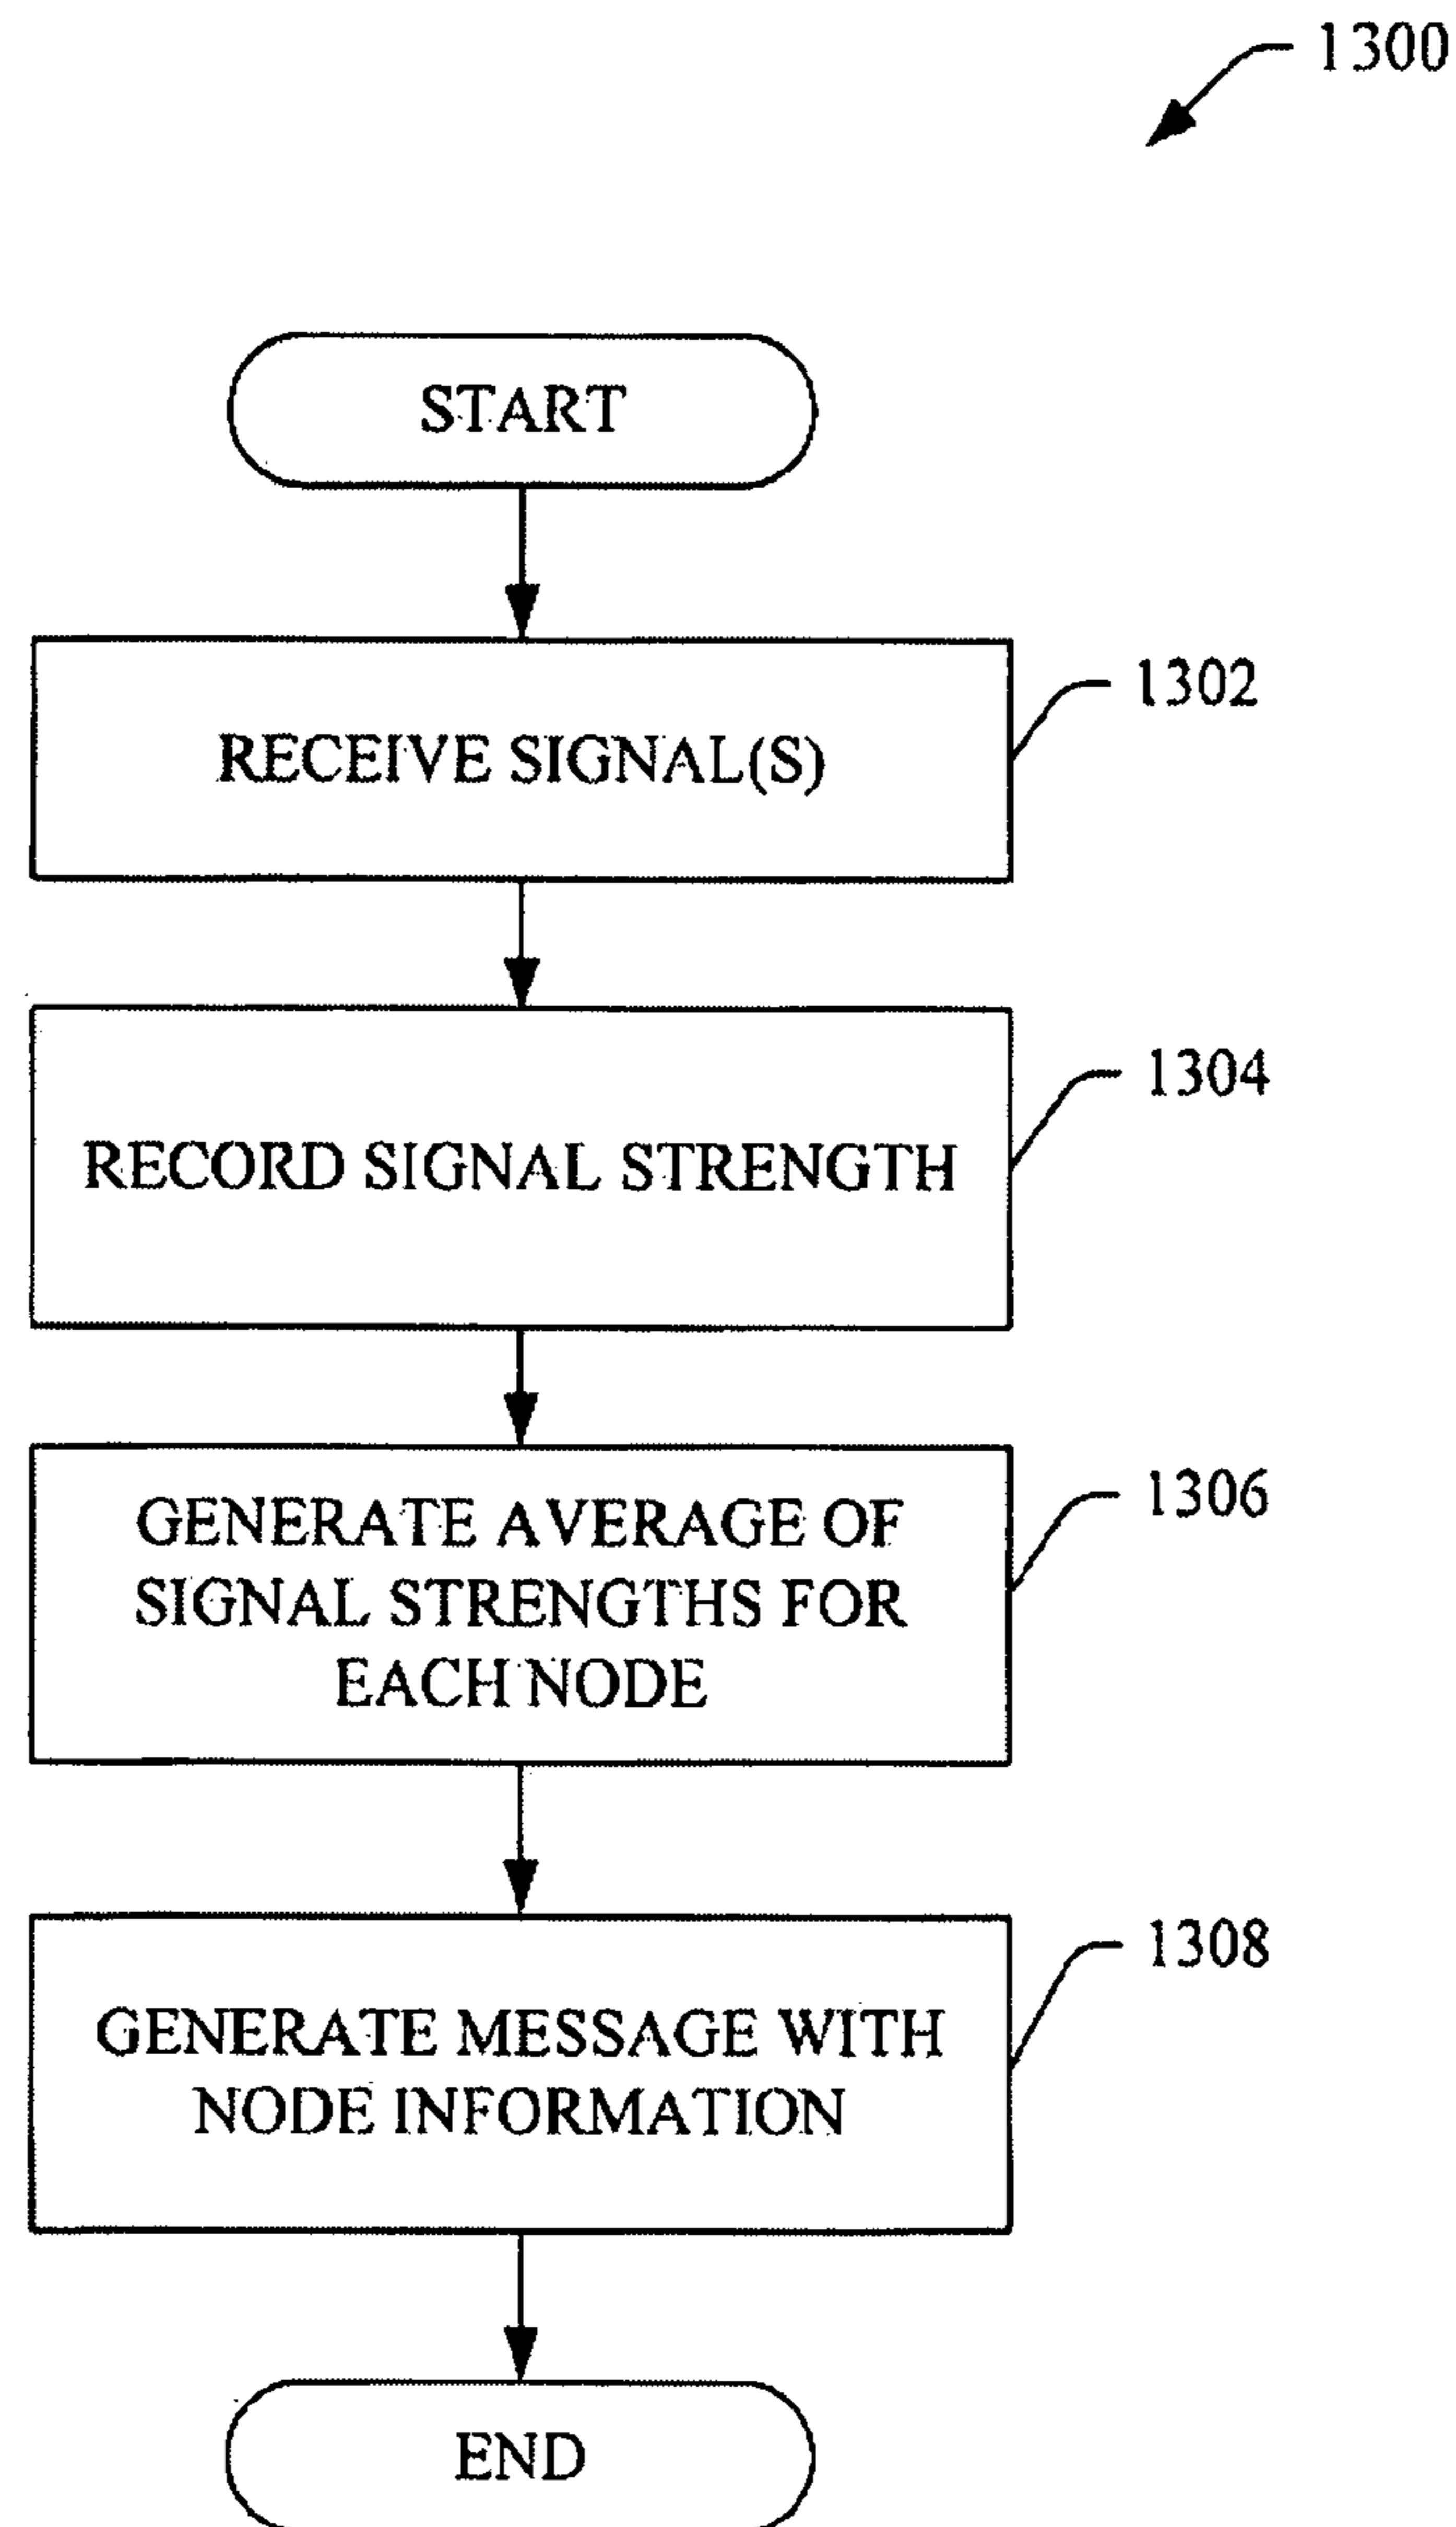 1300
START
RECEIVE SIGNAL(S)
1302
RECORD SIGNAL STRENGTH
1304
GENERATE AVERAGE OF
SIGNAL STRENGTHS FOR
EACH NODE
1306
GENERATE MESSAGE WITH
NODE INFORMATION
1308
END